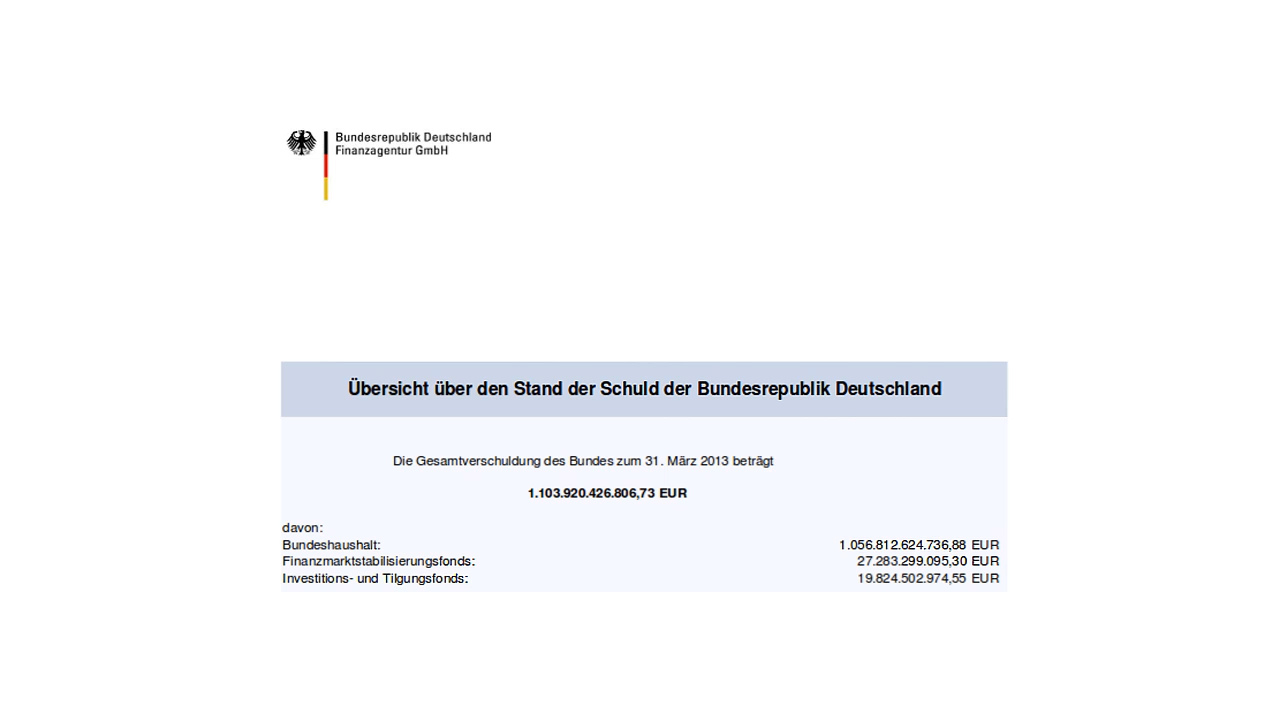 Bundesrepublik Deutschland
Finanzagentur GmbH
Übersicht über den Stand der Schuld der Bundesrepublik Deutschland
Die Gesamtverschuldung des Bundes zum 31. März 2013 beträgt
1.103.920.426.806,73 EUR
davon:
Bundeshaushalt: 1.056.812.624.736,88 EUR
Finanzmarktstabilisierungsfonds: 27.283.299.095,30 EUR
Investitions- und Tilgungsfonds: 19.824.502.974,55 EUR